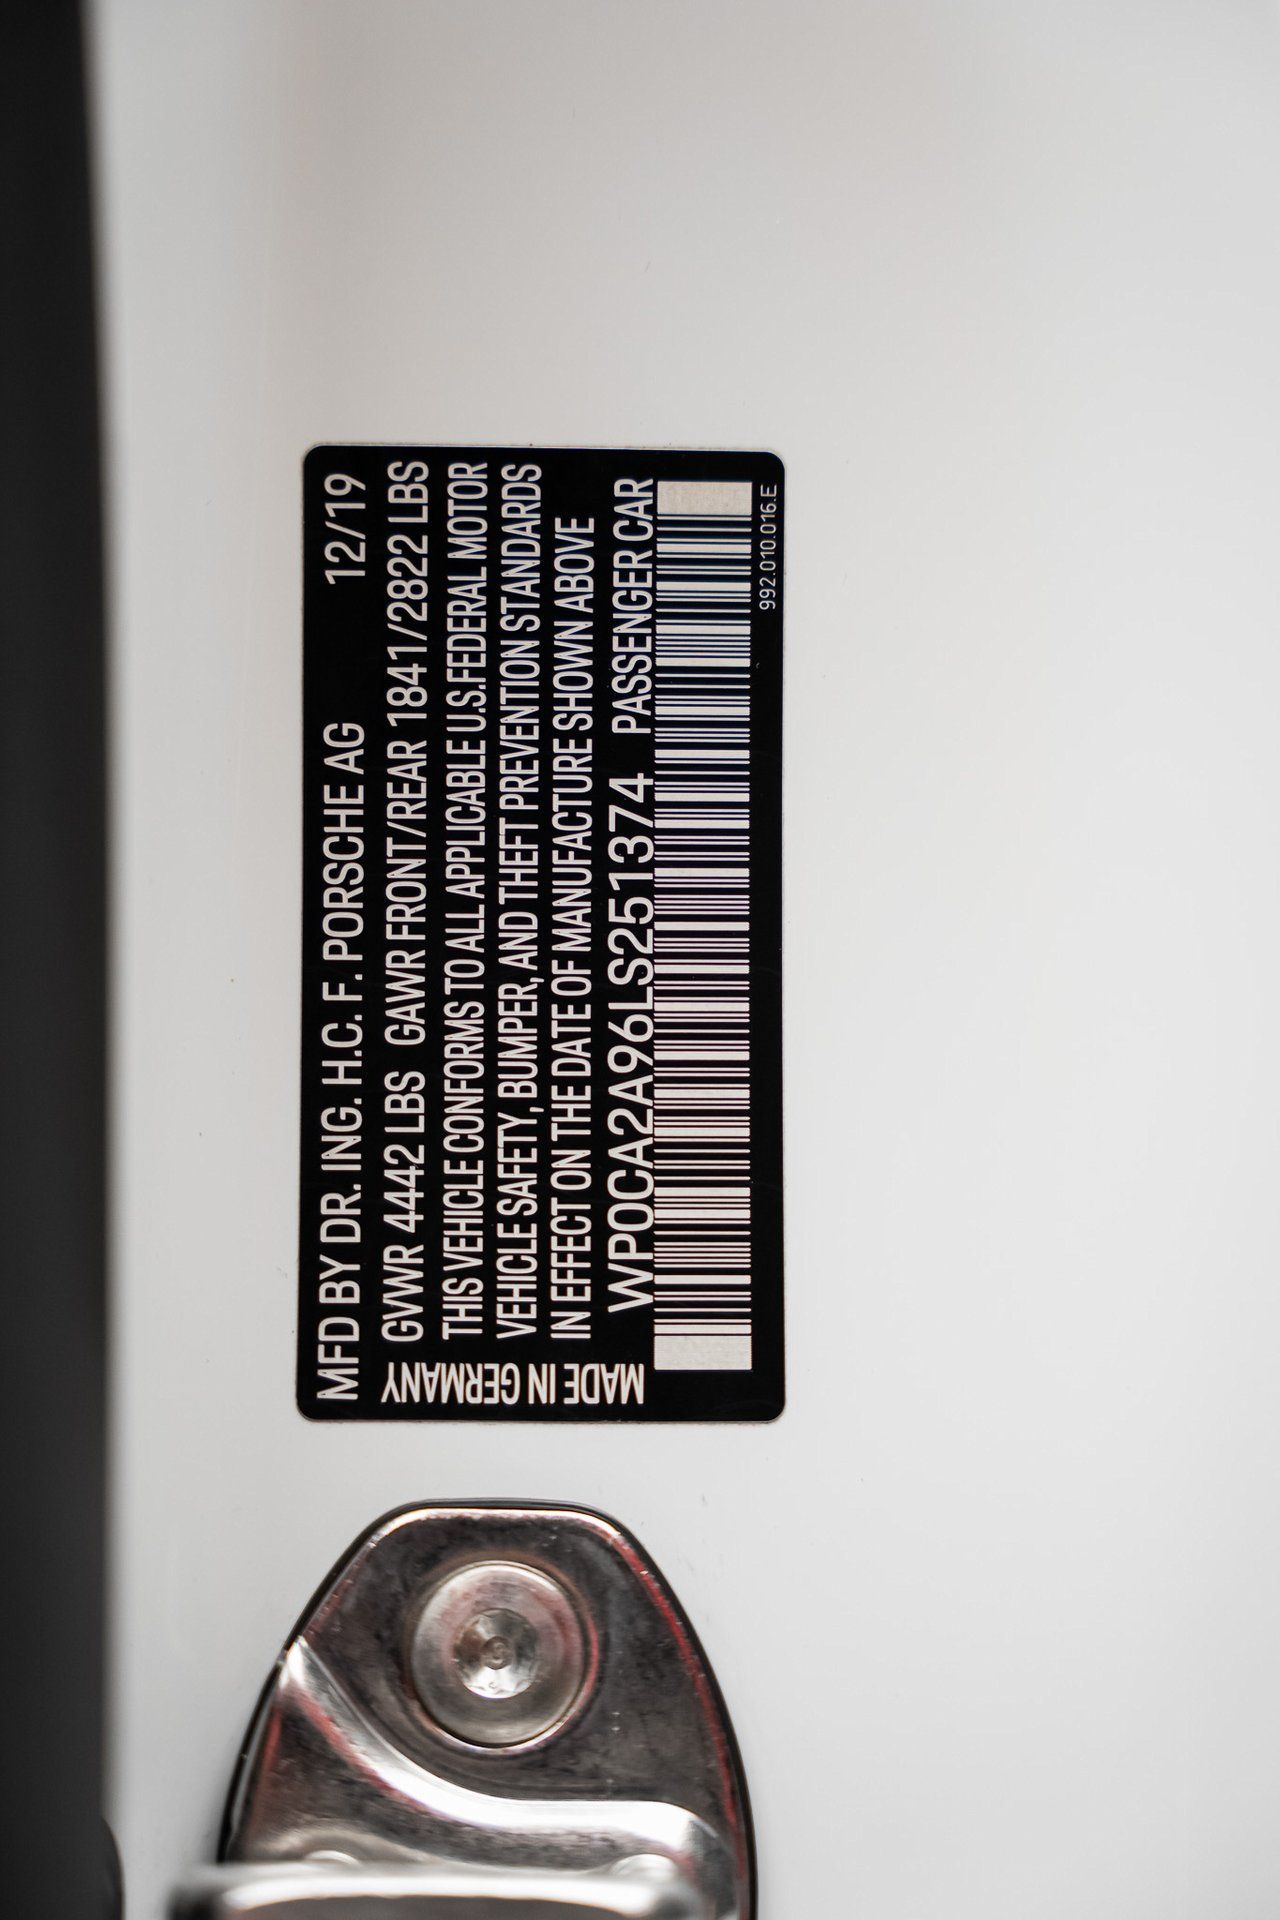 MFD BY DR. ING. H.C. F. PORSCHE AG 12/19
GVWR 4442 LBS GAWR FRONT/REAR 1841/2822 LBS
THIS VEHICLE CONFORMS TO ALL APPLICABLE U.S.FEDERAL MOTOR
VEHICLE SAFETY, BUMPER, AND THEFT PREVENTION STANDARDS
IN EFFECT ON THE DATE OF MANUFACTURE SHOWN ABOVE
WP0CA2A96LS251374 PASSENGER CAR
992.010.016.E
MADE IN GERMANY